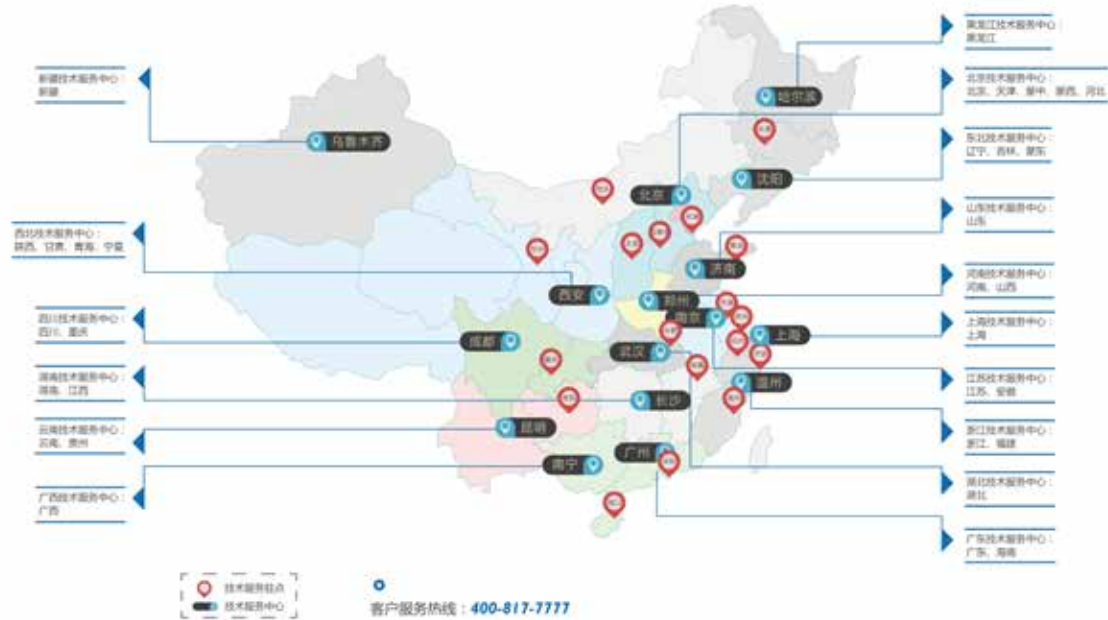 黑龙江技术服务中心：
黑龙江
新疆技术服务中心：
新疆
北京技术服务中心：
北京、天津、蒙中、蒙西、河北
哈尔滨
东北技术服务中心：
辽宁、吉林、蒙东
乌鲁木齐
沈阳
北京
山东技术服务中心：
山东
西北技术服务中心：
陕西、甘肃、青海、宁夏
济南
河南技术服务中心：
河南、山西
西安
郑州
四川技术服务中心：
四川、重庆
南京
上海技术服务中心：
上海
成都
上海
武汉
湖南技术服务中心：
湖南、江西
温州
江苏技术服务中心：
江苏、安徽
长沙
云南技术服务中心：
云南、贵州
昆明
浙江技术服务中心：
浙江、福建
广州
南宁
湖北技术服务中心：
湖北
广西技术服务中心：
广西
广东技术服务中心：
广东、海南
技术服务驻点
技术服务中心
客户服务热线：400-817-7777